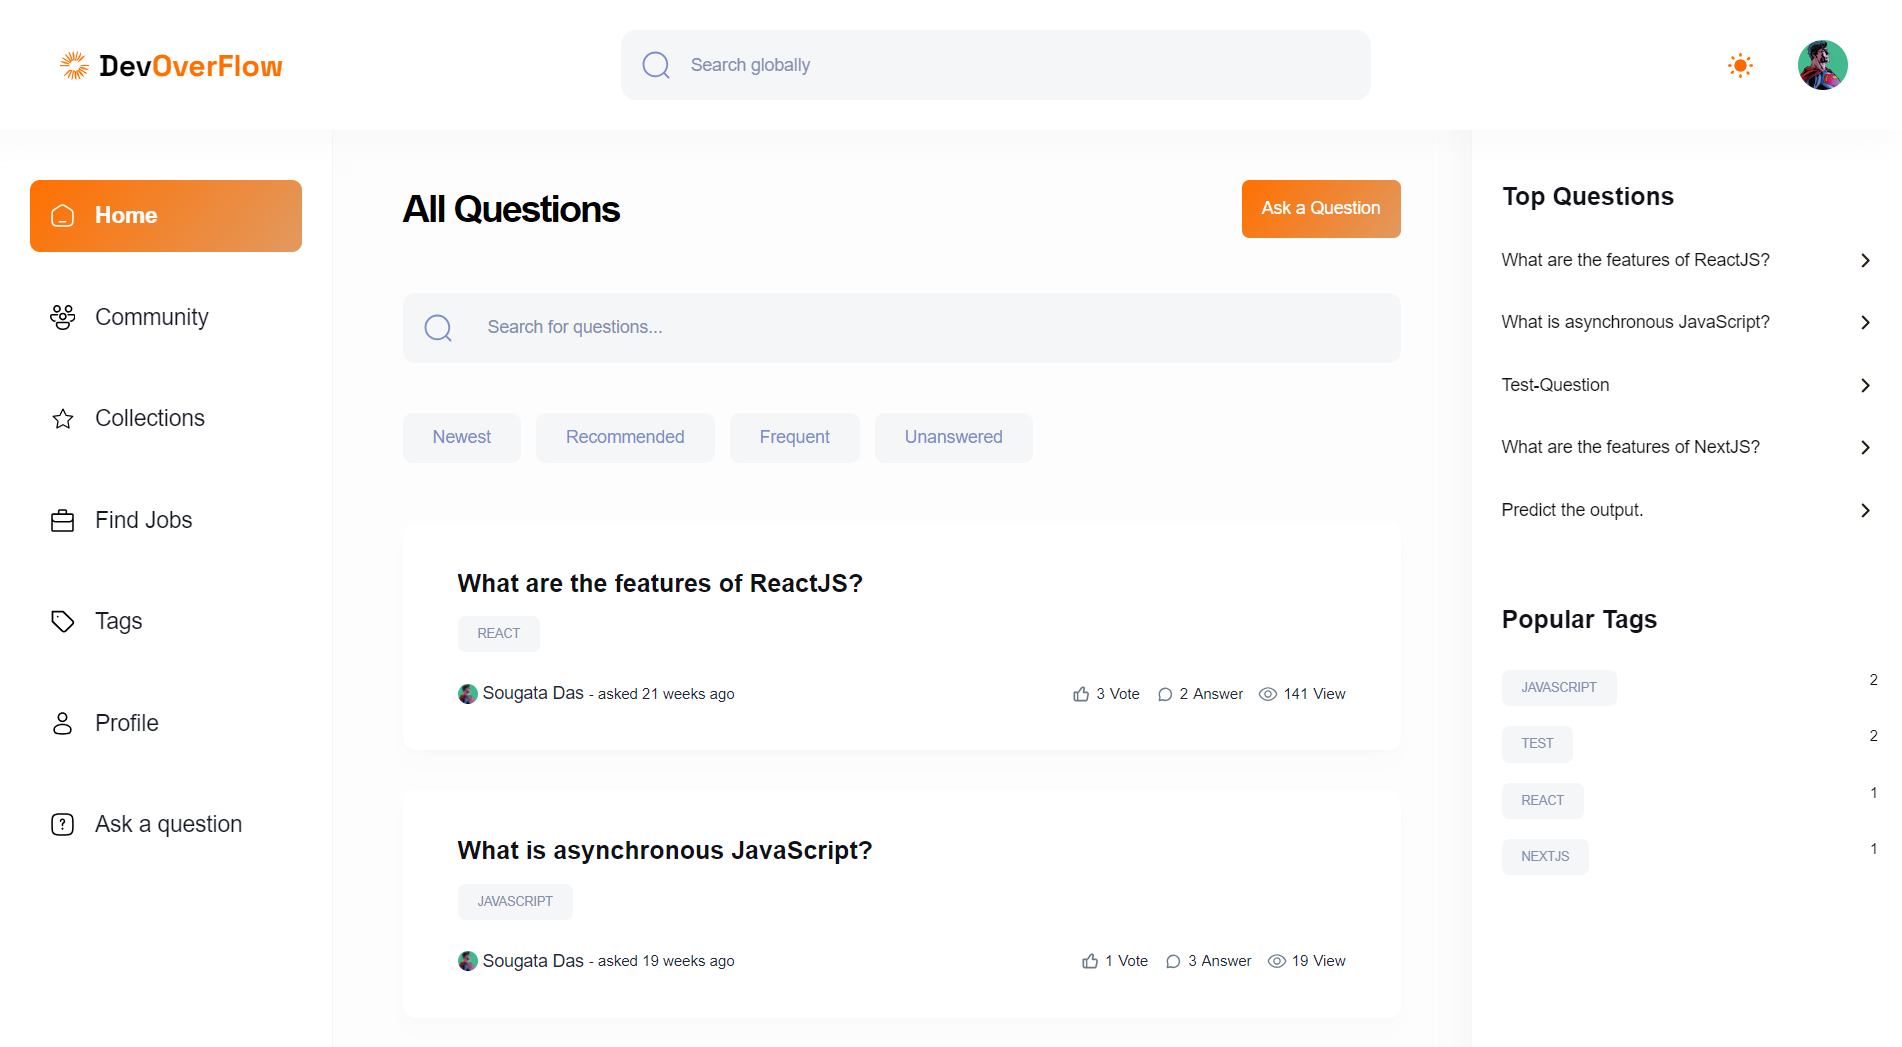 DevOverFlow
Search globally
Home
Community
Collections
Find Jobs
Tags
Profile
Ask a question
All Questions
Ask a Question
Search for questions...
Newest
Recommended
Frequent
Unanswered
What are the features of ReactJS?
REACT
Sougata Das - asked 21 weeks ago
3 Vote
2 Answer
141 View
What is asynchronous JavaScript?
JAVASCRIPT
Sougata Das - asked 19 weeks ago
1 Vote
3 Answer
19 View
Top Questions
What are the features of ReactJS?
What is asynchronous JavaScript?
Test-Question
What are the features of NextJS?
Predict the output.
Popular Tags
JAVASCRIPT 2
TEST 2
REACT 1
NEXTJS 1